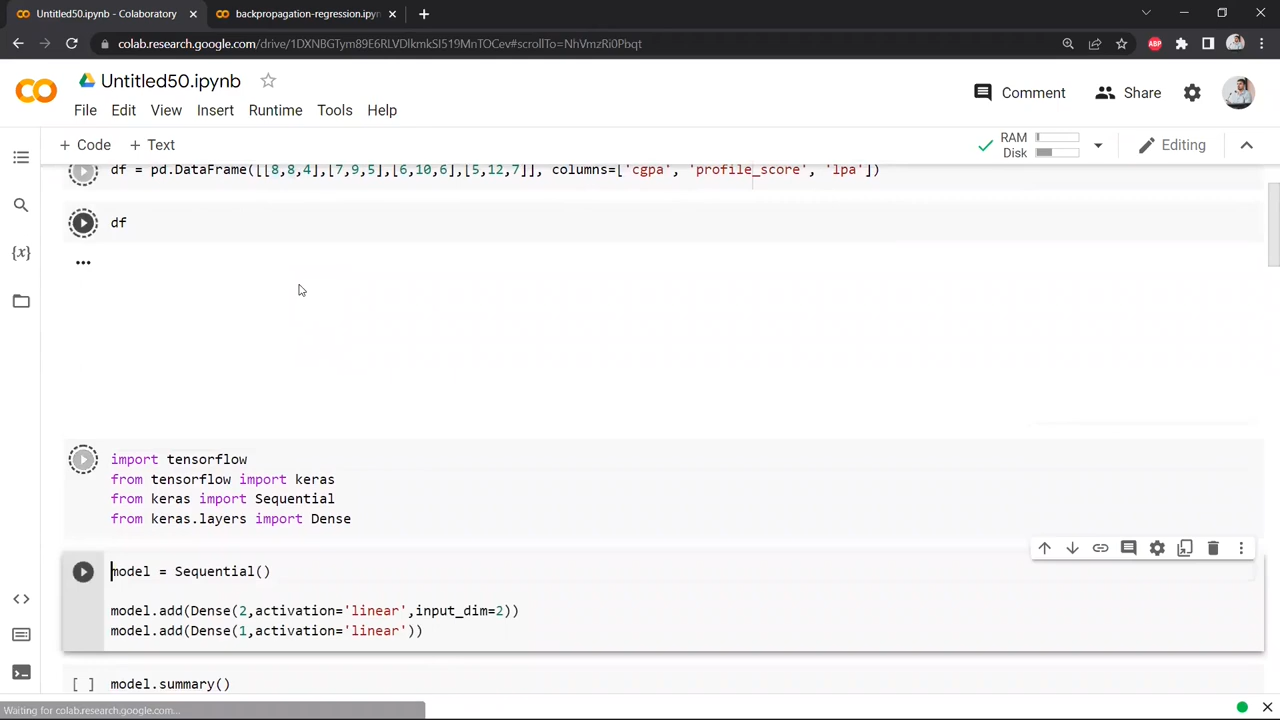 Untitled50.ipynb - Colaboratory
backpropagation-regression.ipynb
colab.research.google.com/drive/1DXNBGTym89E6RLVDlkmkSI519MnTOCev#scrollTo=NhVmzRi0Pbqt
ABP
Untitled50.ipynb
Comment
Share
File Edit View Insert Runtime Tools Help
+ Code + Text
RAM
Disk
Editing
df = pd.DataFrame([[8,8,4],[7,9,5],[6,10,6],[5,12,7]], columns=['cgpa', 'profile_score', 'lpa'])
df
...
{x}
import tensorflow
from tensorflow import keras
from keras import Sequential
from keras.layers import Dense
model = Sequential()
model.add(Dense(2,activation='linear',input_dim=2))
model.add(Dense(1,activation='linear'))
[ ] model.summary()
Waiting for colab.research.google.com...